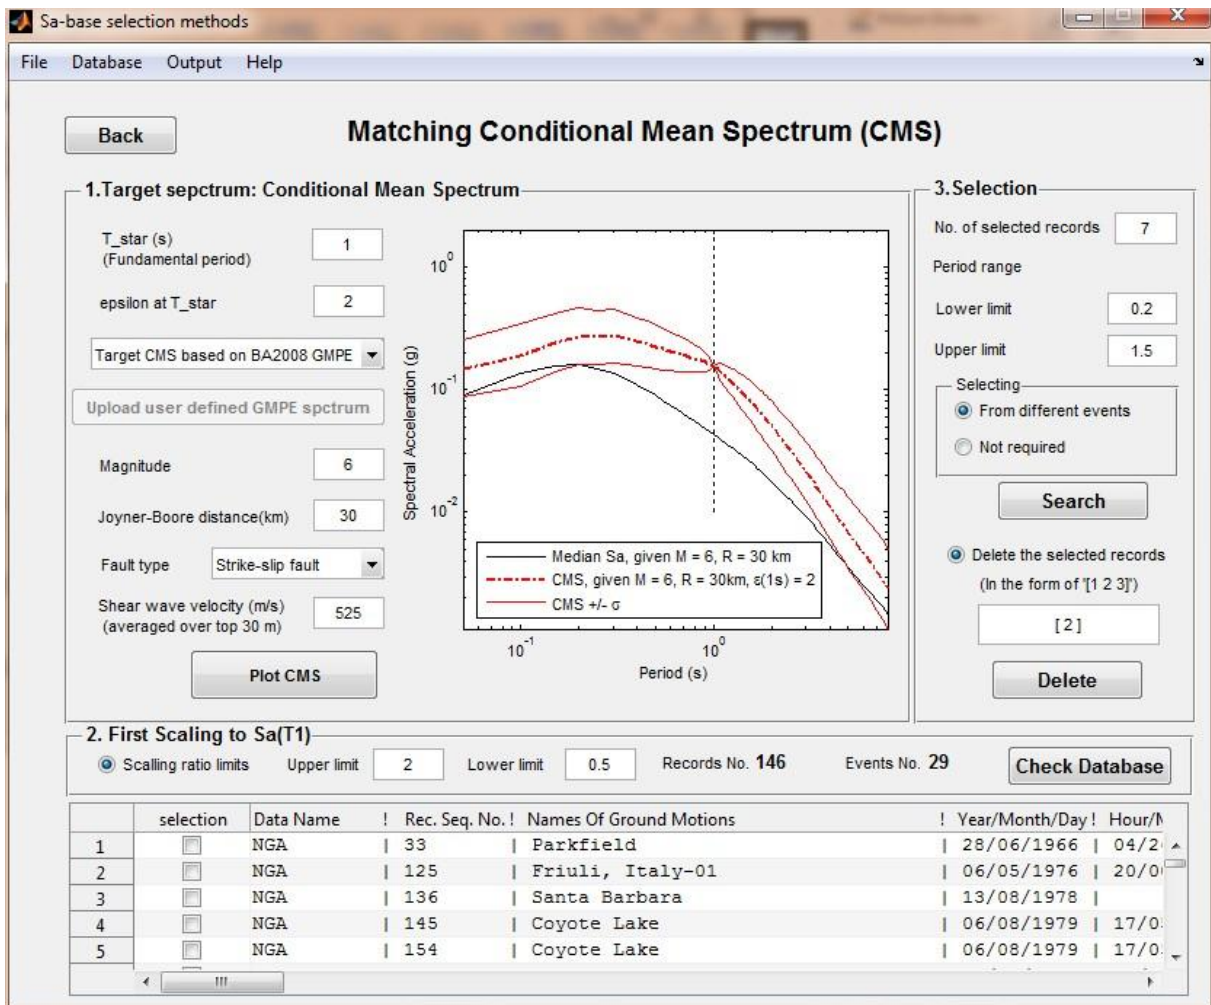 Sa-base selection methods
File Database Output Help
Back
Matching Conditional Mean Spectrum (CMS)
1.Target sepctrum: Conditional Mean Spectrum
T_star (s)
(Fundamental period)
1
epsilon at T_star
2
Target CMS based on BA2008 GMPE
Upload user defined GMPE spctrum
Magnitude
6
Joyner-Boore distance(km)
30
Fault type
Strike-slip fault
Shear wave velocity (m/s)
(averaged over top 30 m)
525
Plot CMS
Spectral Acceleration (g)
10^0
10^-1
10^-2
Median Sa, given M = 6, R = 30 km
CMS, given M = 6, R = 30km, ε(1s) = 2
CMS +/- σ
10^-1
10^0
Period (s)
3.Selection
No. of selected records
7
Period range
Lower limit
0.2
Upper limit
1.5
Selecting
From different events
Not required
Search
Delete the selected records
(In the form of '[1 2 3]')
[ 2 ]
Delete
2. First Scaling to Sa(T1)
Scalling ratio limits Upper limit 2 Lower limit 0.5 Records No. 146 Events No. 29 Check Database
selection Data Name ! Rec. Seq. No. ! Names Of Ground Motions ! Year/Month/Day !
1 NGA | 33 | Parkfield | 28/06/1966 |
2 NGA | 125 | Friuli, Italy-01 | 06/05/1976 |
3 NGA | 136 | Santa Barbara | 13/08/1978 |
4 NGA | 145 | Coyote Lake | 06/08/1979 |
5 NGA | 154 | Coyote Lake | 06/08/1979 |